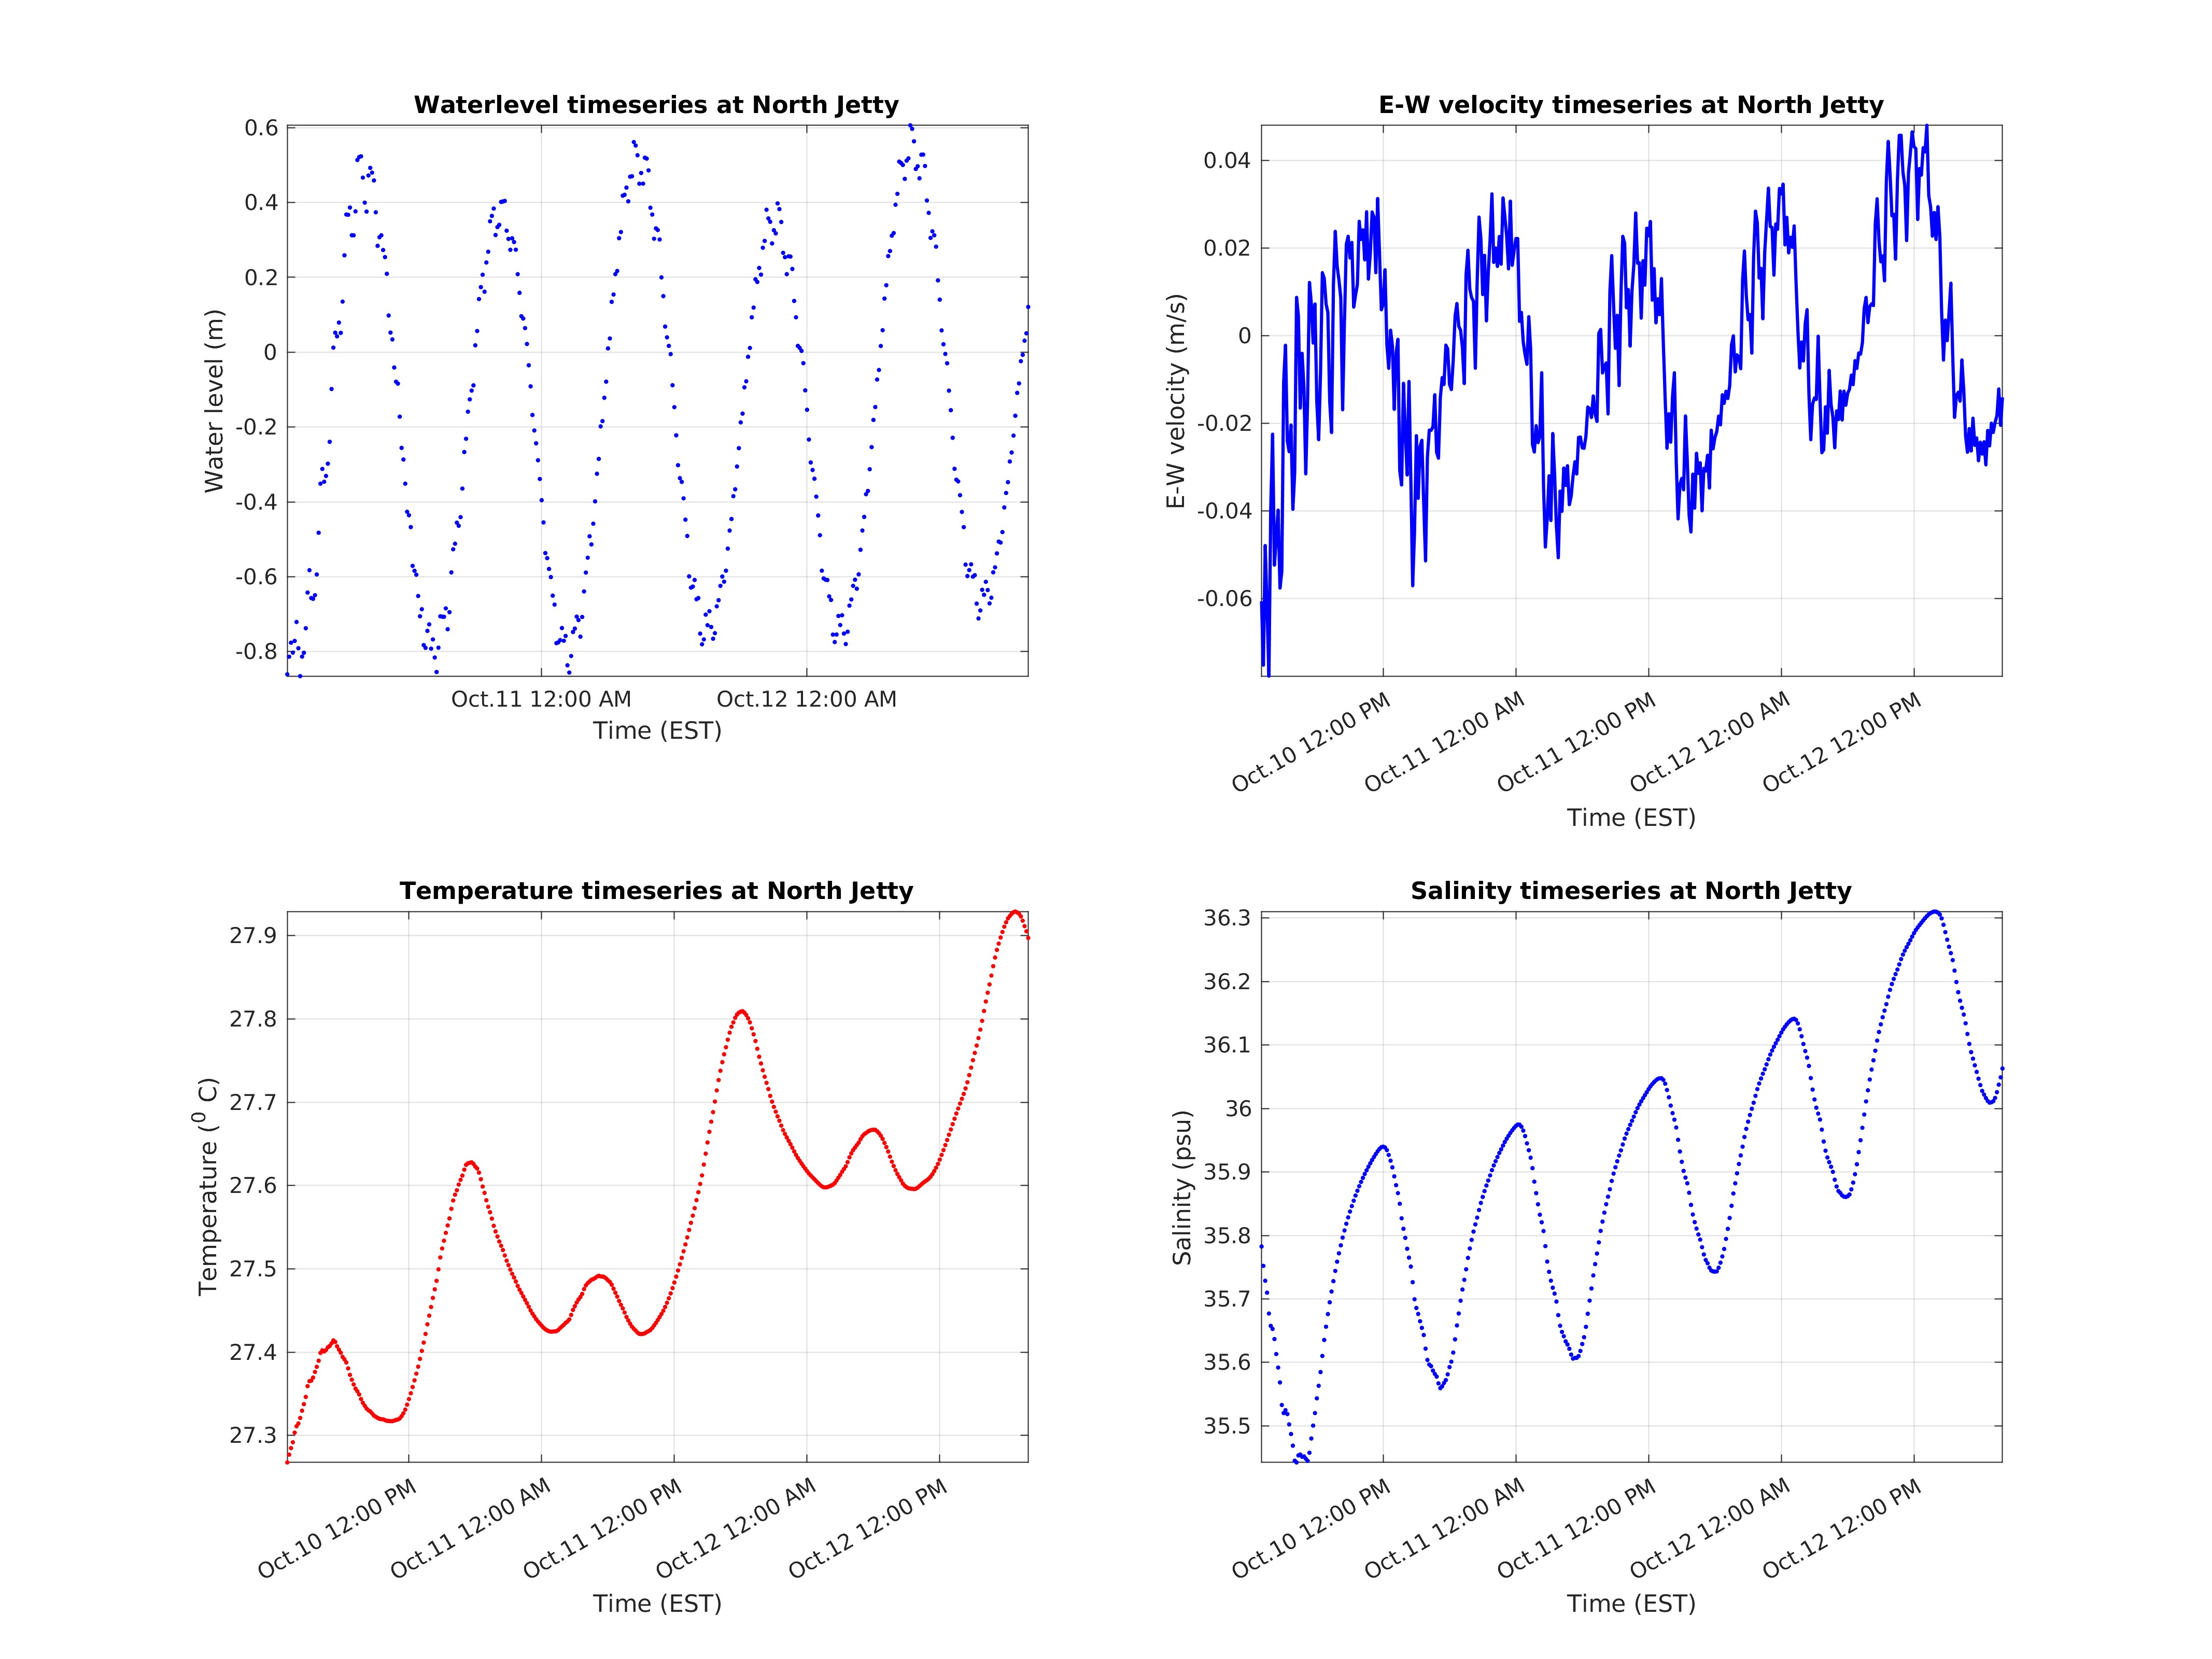 Waterlevel timeseries at North Jetty
0.6
0.4
0.2
0
-0.2
-0.4
-0.6
-0.8
Water level (m)
Oct.11 12:00 AM
Oct.12 12:00 AM
Time (EST)
E-W velocity timeseries at North Jetty
0.04
0.02
0
-0.02
-0.04
-0.06
E-W velocity (m/s)
Oct.10 12:00 PM
Oct.11 12:00 AM
Oct.11 12:00 PM
Oct.12 12:00 AM
Oct.12 12:00 PM
Time (EST)
Temperature timeseries at North Jetty
27.9
27.8
27.7
27.6
27.5
27.4
27.3
Temperature (⁰ C)
Oct.10 12:00 PM
Oct.11 12:00 AM
Oct.11 12:00 PM
Oct.12 12:00 AM
Oct.12 12:00 PM
Time (EST)
Salinity timeseries at North Jetty
36.3
36.2
36.1
36
35.9
35.8
35.7
35.6
35.5
Salinity (psu)
Oct.10 12:00 PM
Oct.11 12:00 AM
Oct.11 12:00 PM
Oct.12 12:00 AM
Oct.12 12:00 PM
Time (EST)